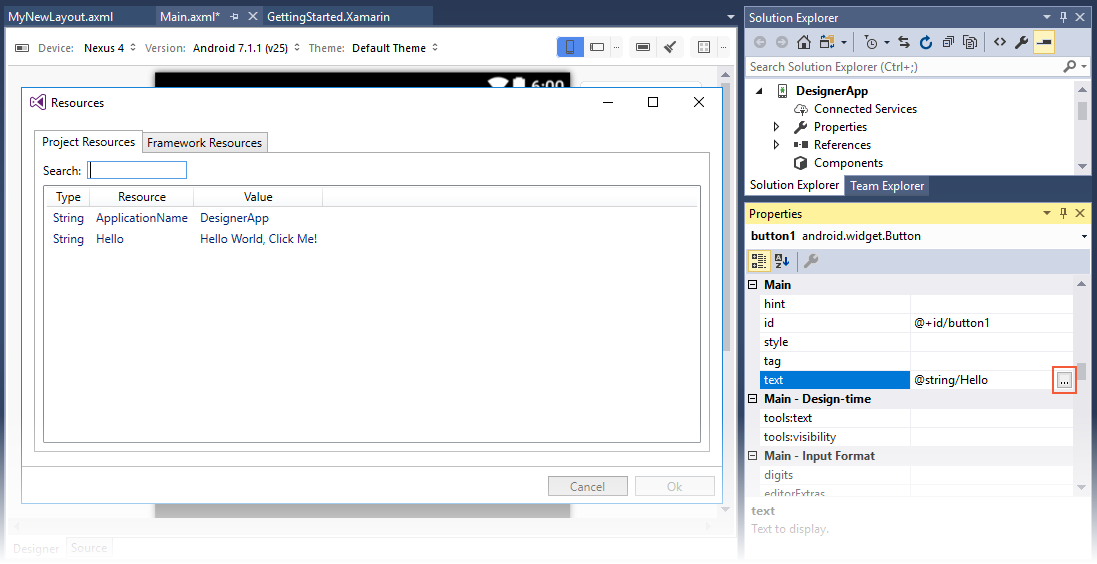 MyNewLayout.axml Main.axml* GettingStarted.Xamarin
Device: Nexus 4 Version: Android 7.1.1 (v25) Theme: Default Theme
6:00
Resources
Project Resources Framework Resources
Search:
Type Resource Value
String ApplicationName DesignerApp
String Hello Hello World, Click Me!
Cancel Ok
Designer Source
Solution Explorer
Search Solution Explorer (Ctrl+;)
DesignerApp
Connected Services
Properties
References
Components
Solution Explorer Team Explorer
Properties
button1 android.widget.Button
Main
hint
id @+id/button1
style
tag
text @string/Hello ...
Main - Design-time
tools:text
tools:visibility
Main - Input Format
digits
editorExtras
text
Text to display.